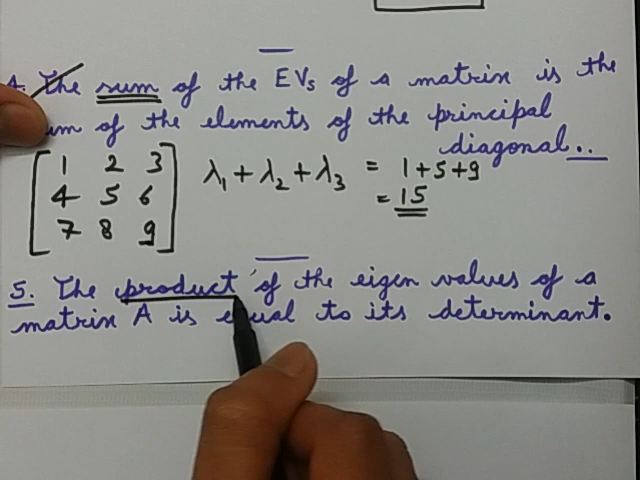 4. The sum of the EVs of a matrix is the
um of the elements of the principal
diagonal..
1 2 3
4 5 6
7 8 9
λ₁ + λ₂ + λ₃ = 1+5+9
= 15
5. The product of the eigen values of a
matrix A is equal to its determinant.